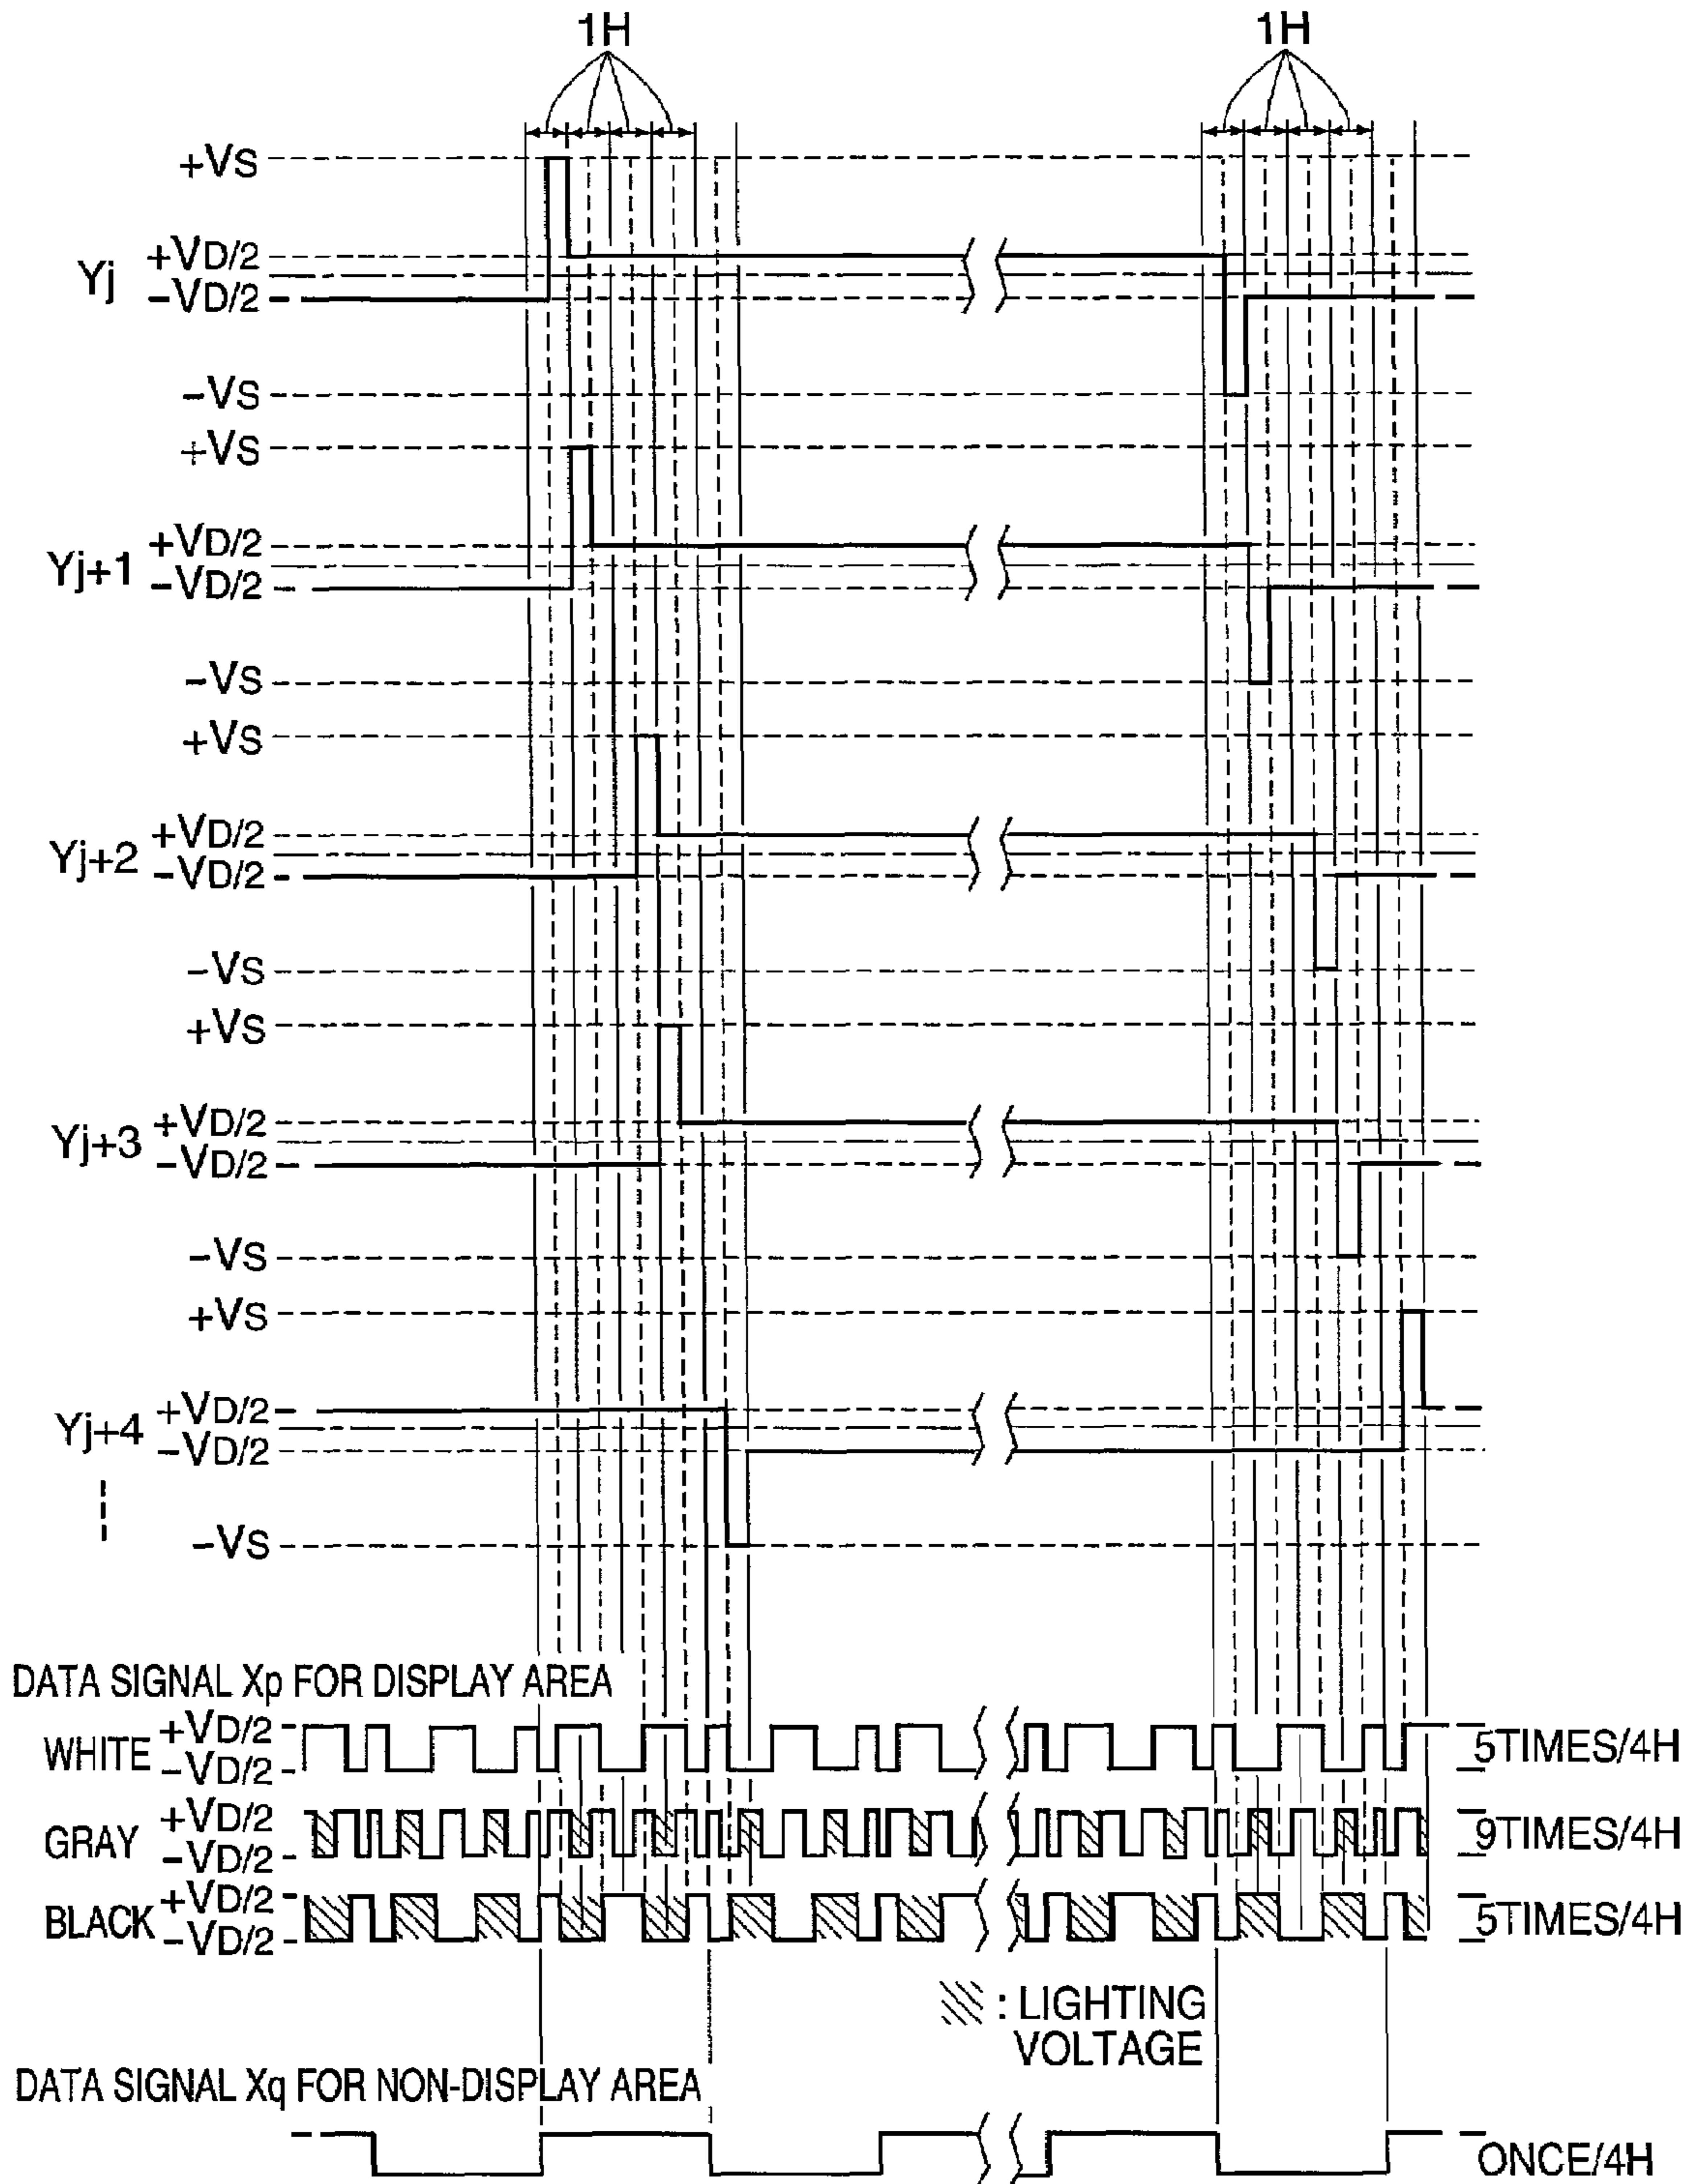 1H 1H
+VS
Yj +VD/2
−VD/2
−VS
+VS
Yj+1 +VD/2
−VD/2
−VS
+VS
Yj+2 +VD/2
−VD/2
−VS
+VS
Yj+3 +VD/2
−VD/2
−VS
+VS
Yj+4 +VD/2
−VD/2
−VS
DATA SIGNAL Xp FOR DISPLAY AREA
WHITE +VD/2 −VD/2 5TIMES/4H
GRAY +VD/2 −VD/2 9TIMES/4H
BLACK +VD/2 −VD/2 5TIMES/4H
: LIGHTING
VOLTAGE
DATA SIGNAL Xq FOR NON-DISPLAY AREA
ONCE/4H